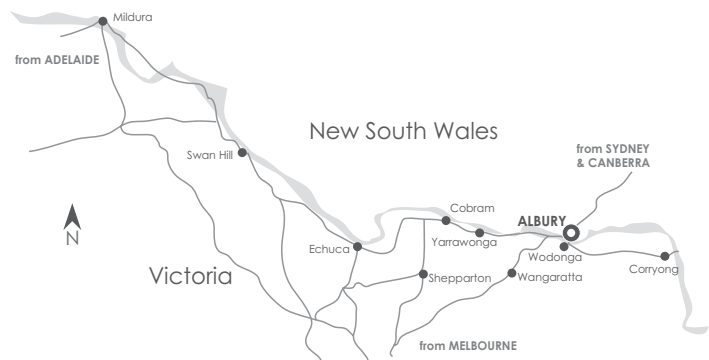 Mildura
from ADELAIDE
New South Wales
from SYDNEY
& CANBERRA
Swan Hill
Cobram
ALBURY
N
Yarrawonga
Echuca
Wodonga
Corryong
Victoria
Shepparton
Wangaratta
from MELBOURNE